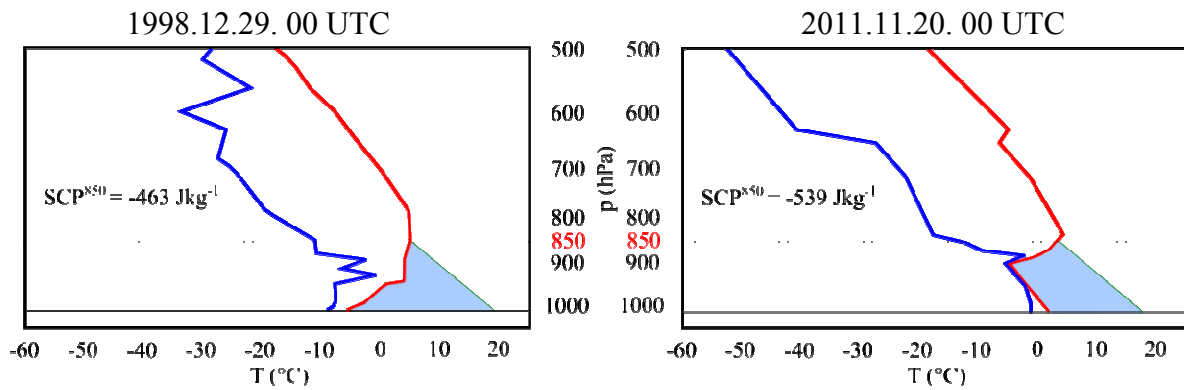 1998.12.29. 00 UTC
2011.11.20. 00 UTC
500
600
700
800
850
900
1000
p (hPa)
500
600
700
800
850
900
1000
SCP⁸⁵⁰ = -463 Jkg⁻¹
SCP⁸⁵⁰ = -539 Jkg⁻¹
-60 -50 -40 -30 -20 -10 0 10 20
T (°C)
-60 -50 -40 -30 -20 -10 0 10 20
T (°C)